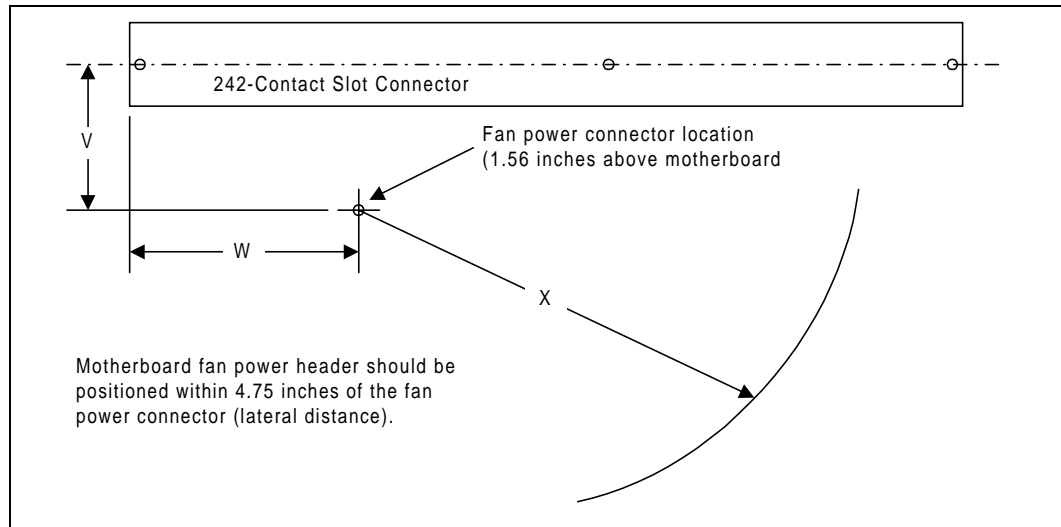 242-Contact Slot Connector
V
Fan power connector location
(1.56 inches above motherboard
W
X
Motherboard fan power header should be
positioned within 4.75 inches of the fan
power connector (lateral distance).